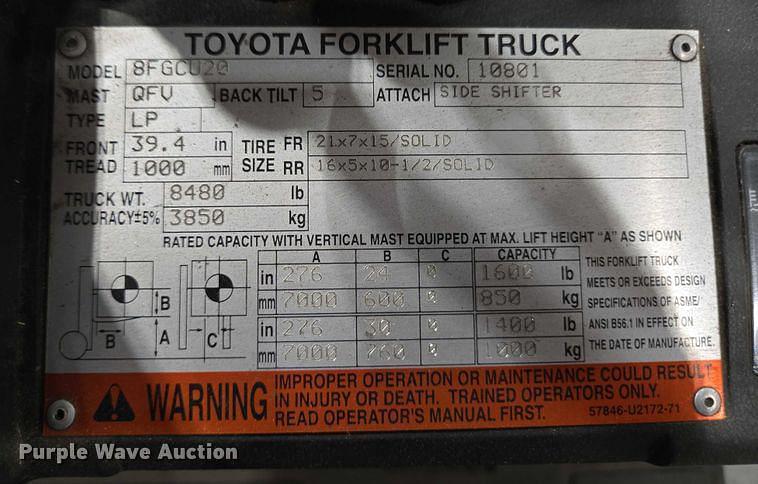 TOYOTA FORKLIFT TRUCK
MODEL 8FGCU20 SERIAL NO. 10801
MAST QFV BACK TILT 5 ATTACH SIDE SHIFTER
TYPE LP
FRONT TREAD 39.4 in 1000 mm
TIRE SIZE FR 21x7x15/SOLID
RR 16x5x10-1/2/SOLID
TRUCK WT. 8480 lb
ACCURACY±5% 3850 kg
RATED CAPACITY WITH VERTICAL MAST EQUIPPED AT MAX. LIFT HEIGHT "A" AS SHOWN
A B C CAPACITY
in 276 24 0 1600 lb
mm 7000 600 0 850 kg
in 276 30 0 1400 lb
mm 7000 760 0 kg
B B A C
THIS FORKLIFT TRUCK
MEETS OR EXCEEDS DESIGN
SPECIFICATIONS OF ASME/
ANSI B56.1 IN EFFECT ON
THE DATE OF MANUFACTURE.
WARNING
IMPROPER OPERATION OR MAINTENANCE COULD RESULT
IN INJURY OR DEATH. TRAINED OPERATORS ONLY.
READ OPERATOR'S MANUAL FIRST.
57846-U2172-71
Purple Wave Auction